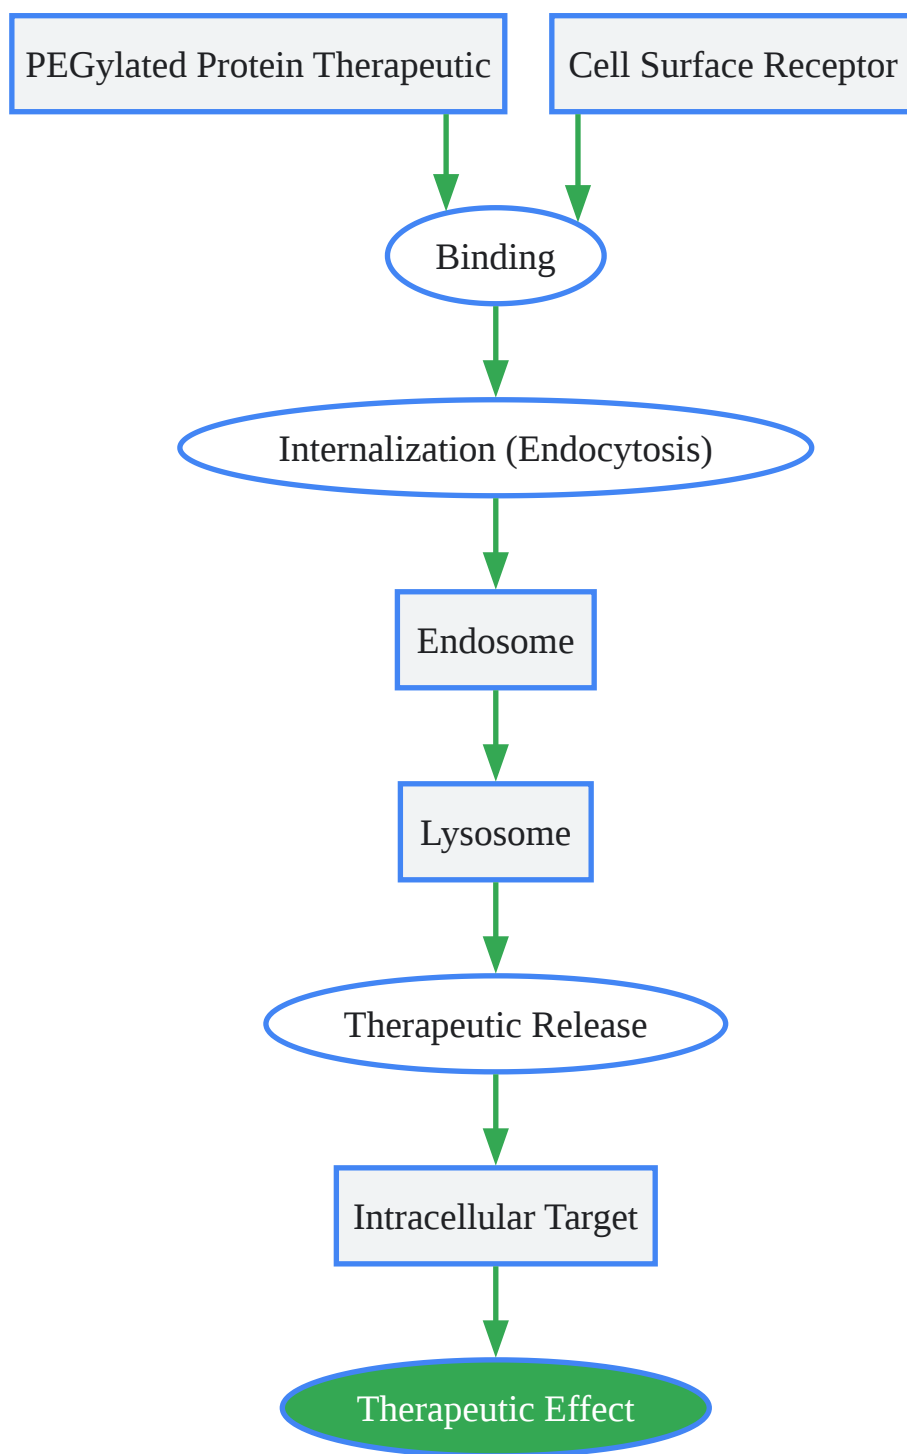 PEGylated Protein Therapeutic
Cell Surface Receptor
Binding
Internalization (Endocytosis)
Endosome
Lysosome
Therapeutic Release
Intracellular Target
Therapeutic Effect